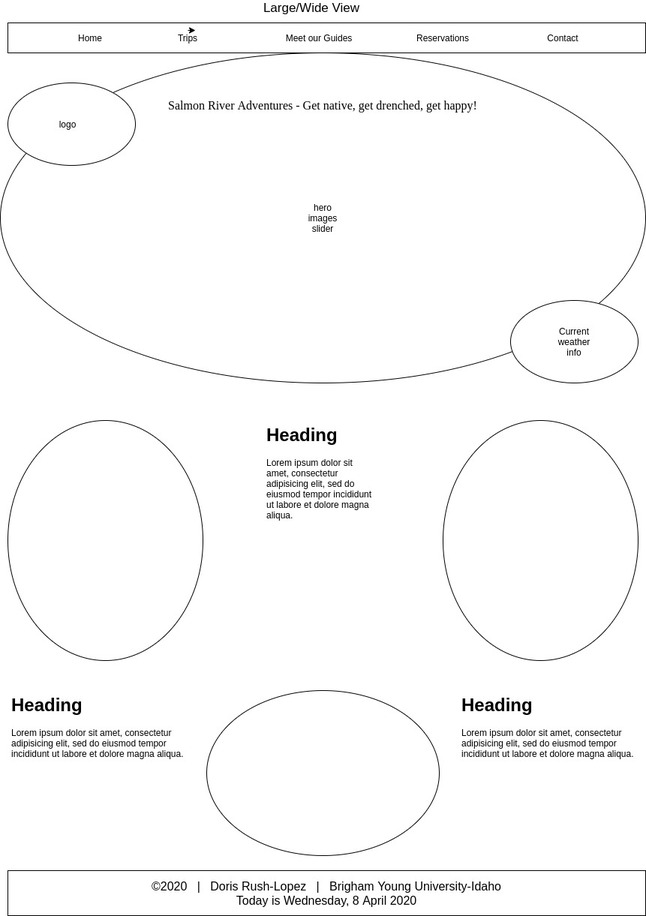 Large/Wide View
Home Trips Meet our Guides Reservations Contact
Salmon River Adventures - Get native, get drenched, get happy!
logo
hero
images
slider
Current
weather
info
Heading
Lorem ipsum dolor sit
amet, consectetur
adipisicing elit, sed do
eiusmod tempor incididunt
ut labore et dolore magna
aliqua.
Heading
Lorem ipsum dolor sit amet, consectetur
adipisicing elit, sed do eiusmod tempor
incididunt ut labore et dolore magna aliqua.
Heading
Lorem ipsum dolor sit amet, consectetur
adipisicing elit, sed do eiusmod tempor
incididunt ut labore et dolore magna aliqua.
©2020 | Doris Rush-Lopez | Brigham Young University-Idaho
Today is Wednesday, 8 April 2020